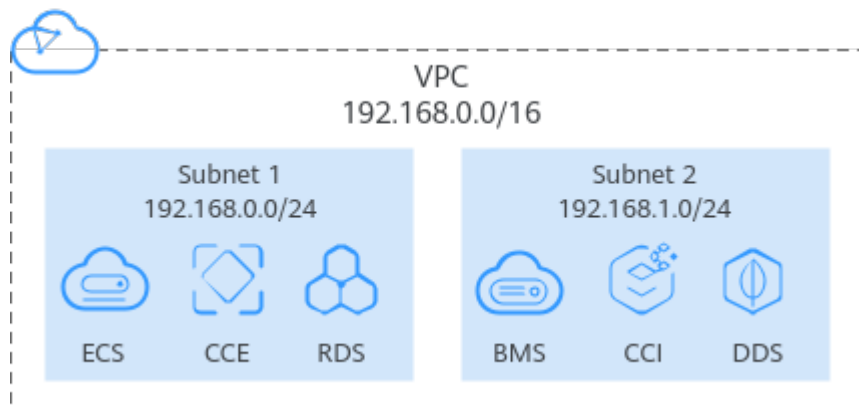 VPC
192.168.0.0/16
Subnet 1
192.168.0.0/24
ECS CCE RDS
Subnet 2
192.168.1.0/24
BMS CCI DDS